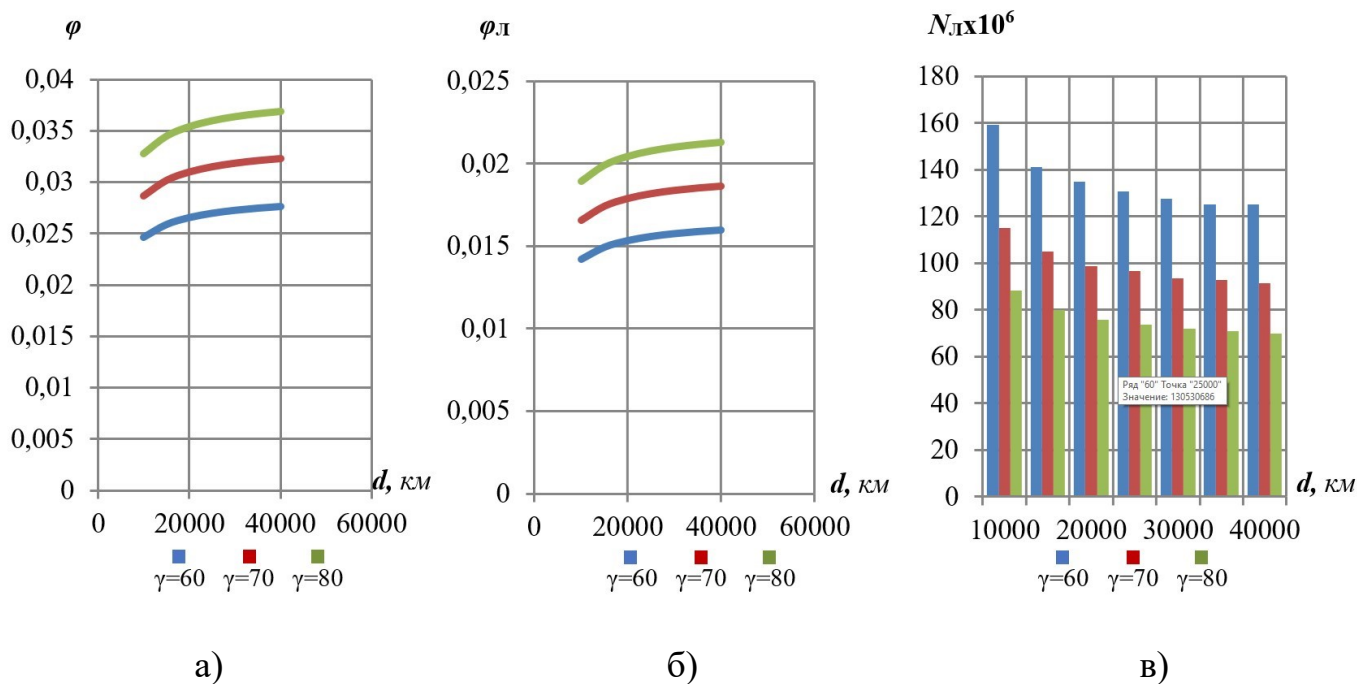 φ
0,04
0,035
0,03
0,025
0,02
0,015
0,01
0,005
0
0 20000 40000 60000
d, км
γ=60 γ=70 γ=80
а)
φл
0,025
0,02
0,015
0,01
0,005
0
0 20000 40000 60000
d, км
γ=60 γ=70 γ=80
б)
Nлx10⁶
180
160
140
120
100
80
60
40
20
0
Ряд "60" Точка "25000"
Значение: 130530686
10000 20000 30000 40000
d, км
γ=60 γ=70 γ=80
в)